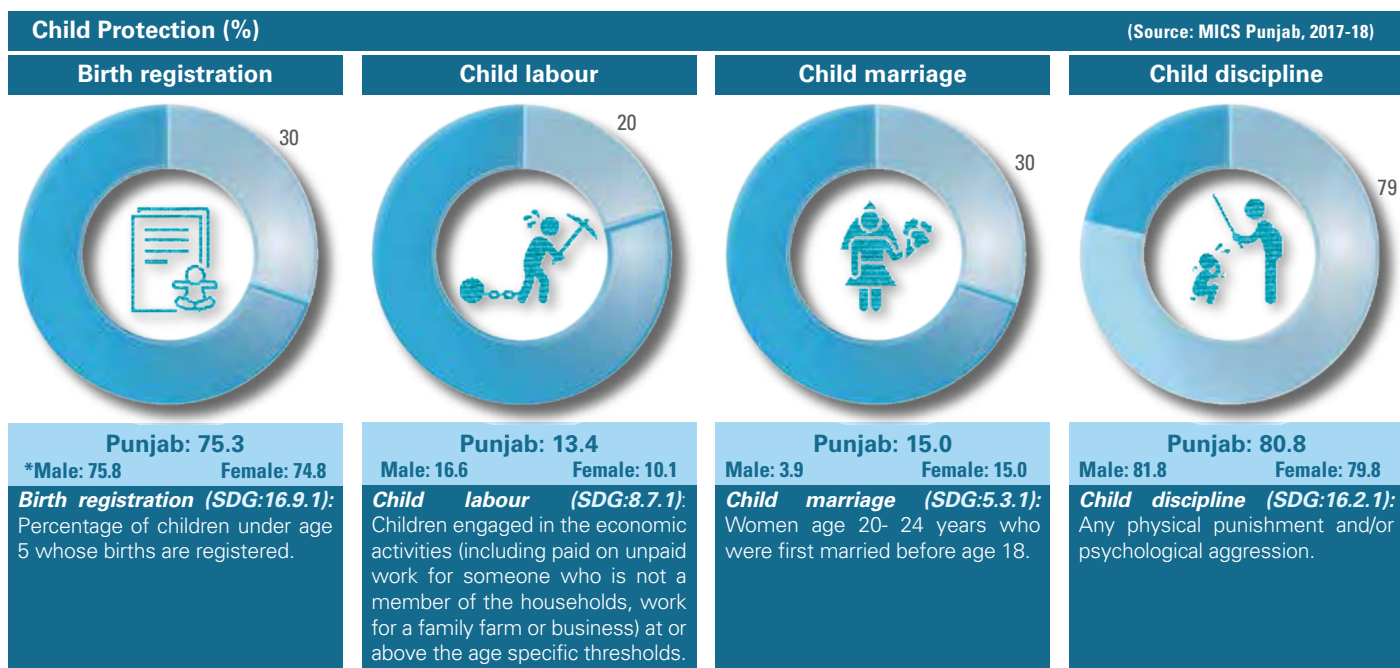 Child Protection (%)
(Source: MICS Punjab, 2017-18)
Birth registration
30
Punjab: 75.3
*Male: 75.8 Female: 74.8
Birth registration (SDG:16.9.1):
Percentage of children under age
5 whose births are registered.
Child labour
20
Punjab: 13.4
Male: 16.6 Female: 10.1
Child labour (SDG:8.7.1):
Children engaged in the economic
activities (including paid on unpaid
work for someone who is not a
member of the households, work
for a family farm or business) at or
above the age specific thresholds.
Child marriage
30
Punjab: 15.0
Male: 3.9 Female: 15.0
Child marriage (SDG:5.3.1):
Women age 20- 24 years who
were first married before age 18.
Child discipline
79
Punjab: 80.8
Male: 81.8 Female: 79.8
Child discipline (SDG:16.2.1):
Any physical punishment and/or
psychological aggression.